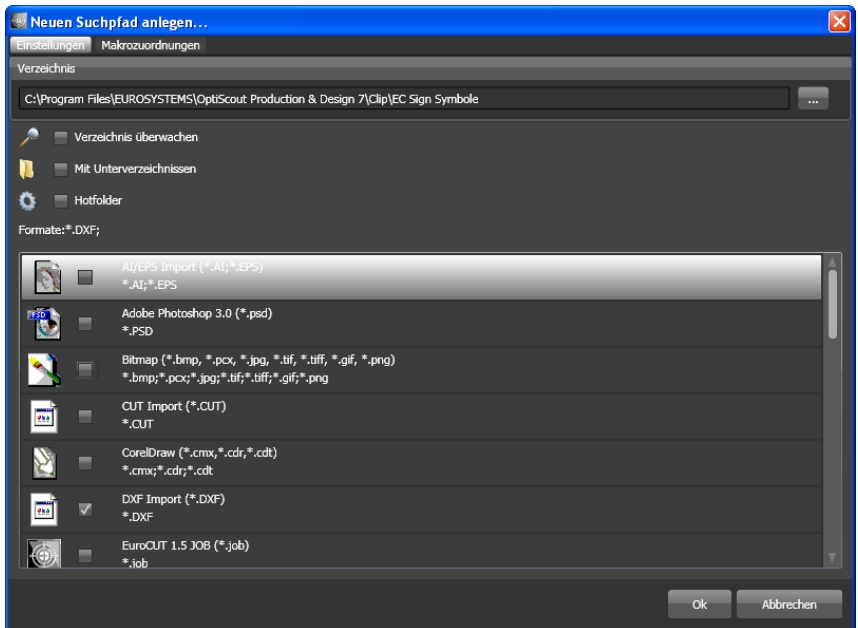 Neuen Suchpfad anlegen...
Einstellungen Makrozuordnungen
Verzeichnis
C:\Program Files\EUROSYSTEMS\OptiScout Production & Design 7\Clip\EC Sign Symbole ...
Verzeichnis überwachen
Mit Unterverzeichnissen
Hotfolder
Formate:*.DXF;
AI/EPS Import (*.AI;*.EPS)
*.AI;*.EPS
PSD
Adobe Photoshop 3.0 (*.psd)
*.PSD
Bitmap (*.bmp, *.pcx, *.jpg, *.tif, *.tiff, *.gif, *.png)
*.bmp;*.pcx;*.jpg;*.tif;*.tiff;*.gif;*.png
CUT Import (*.CUT)
*.CUT
CorelDraw (*.cmx,*.cdr,*.cdt)
*.cmx;*.cdr;*.cdt
DXF Import (*.DXF)
*.DXF
EuroCUT 1.5 JOB (*.job)
*.job
Ok Abbrechen